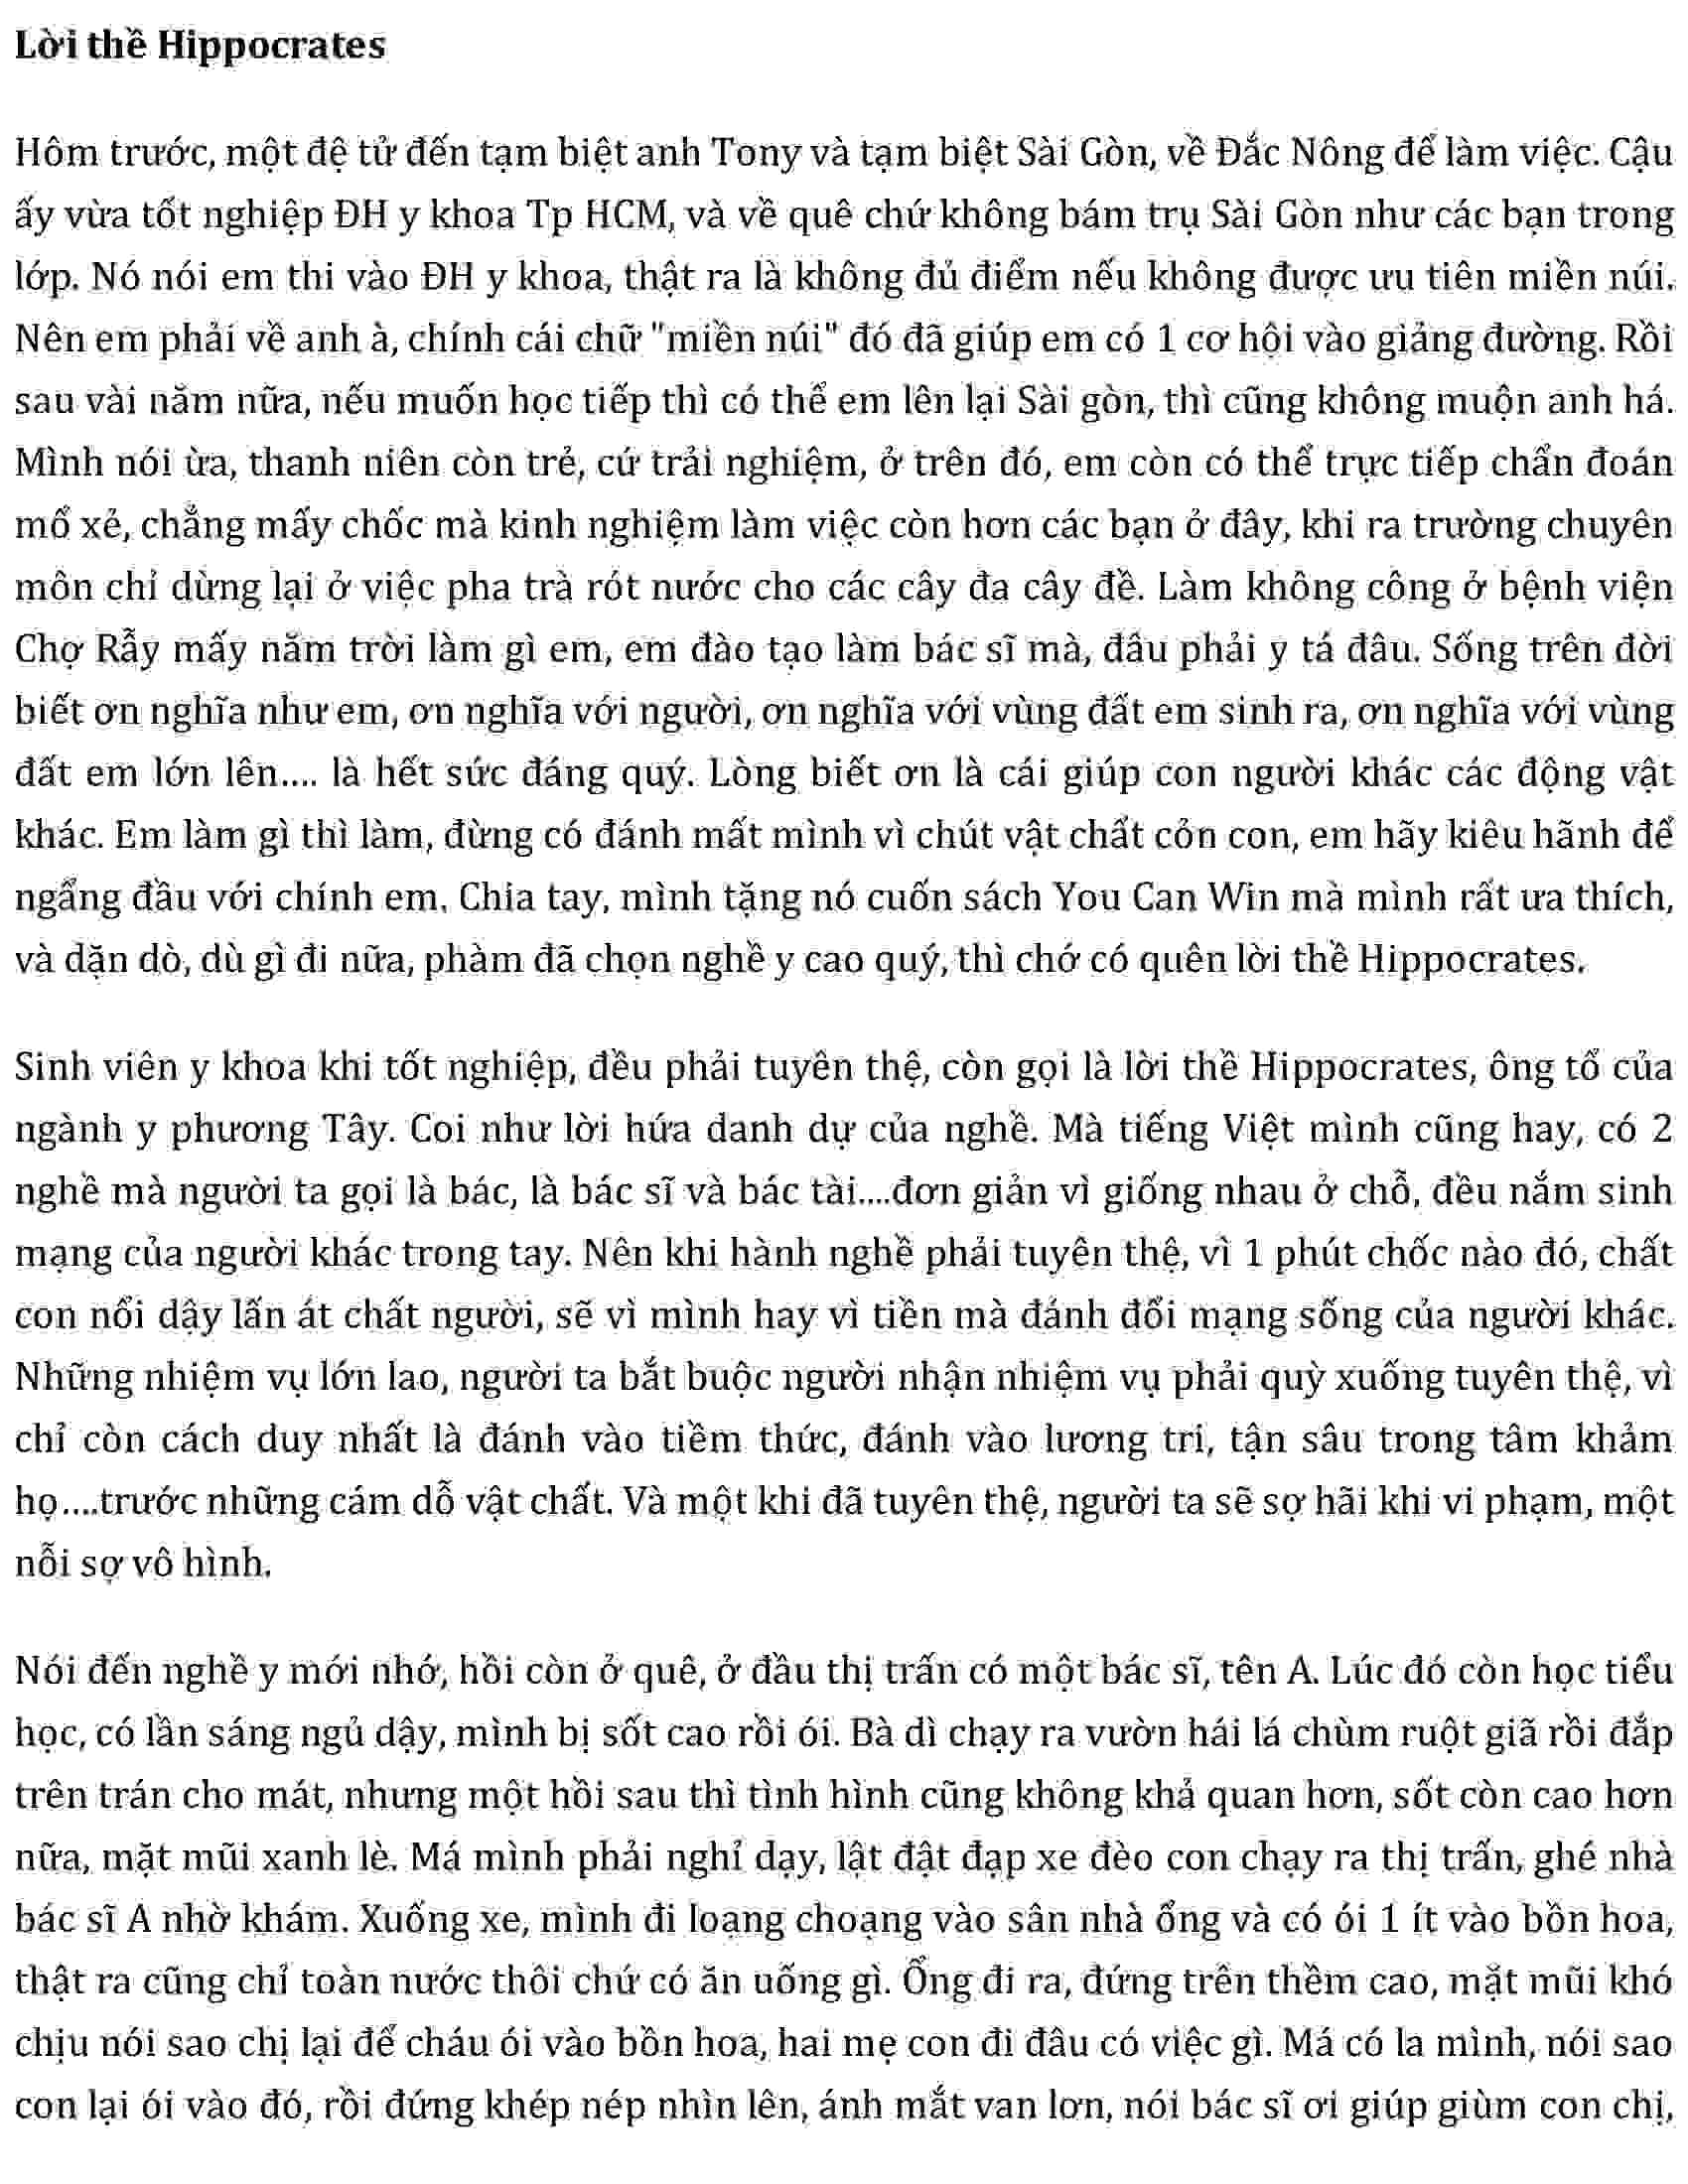 Lời thề Hippocrates
Hôm trước, một đệ tử đến tạm biệt anh Tony và tạm biệt Sài Gòn, về Đắc Nông để làm việc. Cậu
ấy vừa tốt nghiệp ĐH y khoa Tp HCM, và về quê chứ không bám trụ Sài Gòn như các bạn trong
lớp. Nó nói em thi vào ĐH y khoa, thật ra là không đủ điểm nếu không được ưu tiên miền núi.
Nên em phải về anh à, chính cái chữ "miền núi" đó đã giúp em có 1 cơ hội vào giảng đường. Rồi
sau vài năm nữa, nếu muốn học tiếp thì có thể em lên lại Sài gòn, thì cũng không muộn anh há.
Mình nói ừa, thanh niên còn trẻ, cứ trải nghiệm, ở trên đó, em còn có thể trực tiếp chẩn đoán
mổ xẻ, chẳng mấy chốc mà kinh nghiệm làm việc còn hơn các bạn ở đây, khi ra trường chuyên
môn chỉ dừng lại ở việc pha trà rót nước cho các cây đa cây đề. Làm không công ở bệnh viện
Chợ Rẫy mấy năm trời làm gì em, em đào tạo làm bác sĩ mà, đâu phải y tá đâu. Sống trên đời
biết ơn nghĩa như em, ơn nghĩa với người, ơn nghĩa với vùng đất em sinh ra, ơn nghĩa với vùng
đất em lớn lên.... là hết sức đáng quý. Lòng biết ơn là cái giúp con người khác các động vật
khác. Em làm gì thì làm, đừng có đánh mất mình vì chút vật chất cỏn con, em hãy kiêu hãnh để
ngẩng đầu với chính em. Chia tay, mình tặng nó cuốn sách You Can Win mà mình rất ưa thích,
và dặn dò, dù gì đi nữa, phàm đã chọn nghề y cao quý, thì chớ có quên lời thề Hippocrates.
Sinh viên y khoa khi tốt nghiệp, đều phải tuyên thệ, còn gọi là lời thề Hippocrates, ông tổ của
ngành y phương Tây. Coi như lời hứa danh dự của nghề. Mà tiếng Việt mình cũng hay, có 2
nghề mà người ta gọi là bác, là bác sĩ và bác tài....đơn giản vì giống nhau ở chỗ, đều nắm sinh
mạng của người khác trong tay. Nên khi hành nghề phải tuyên thệ, vì 1 phút chốc nào đó, chất
con nổi dậy lấn át chất người, sẽ vì mình hay vì tiền mà đánh đổi mạng sống của người khác.
Những nhiệm vụ lớn lao, người ta bắt buộc người nhận nhiệm vụ phải quỳ xuống tuyên thệ, vì
chỉ còn cách duy nhất là đánh vào tiềm thức, đánh vào lương tri, tận sâu trong tâm khảm
họ....trước những cám dỗ vật chất. Và một khi đã tuyên thệ, người ta sẽ sợ hãi khi vi phạm, một
nỗi sợ vô hình.
Nói đến nghề y mới nhớ, hồi còn ở quê, ở đầu thị trấn có một bác sĩ, tên A. Lúc đó còn học tiểu
học, có lần sáng ngủ dậy, mình bị sốt cao rồi ói. Bà dì chạy ra vườn hái lá chùm ruột giã rồi đắp
trên trán cho mát, nhưng một hồi sau thì tình hình cũng không khả quan hơn, sốt còn cao hơn
nữa, mặt mũi xanh lè. Má mình phải nghỉ dạy, lật đật đạp xe đèo con chạy ra thị trấn, ghé nhà
bác sĩ A nhờ khám. Xuống xe, mình đi loạng choạng vào sân nhà ổng và có ói 1 ít vào bồn hoa,
thật ra cũng chỉ toàn nước thôi chứ có ăn uống gì. Ổng đi ra, đứng trên thềm cao, mặt mũi khó
chịu nói sao chị lại để cháu ói vào bồn hoa, hai mẹ con đi đâu có việc gì. Má có la mình, nói sao
con lại ói vào đó, rồi đứng khép nép nhìn lên, ánh mắt van lơn, nói bác sĩ ơi giúp giùm con chị,